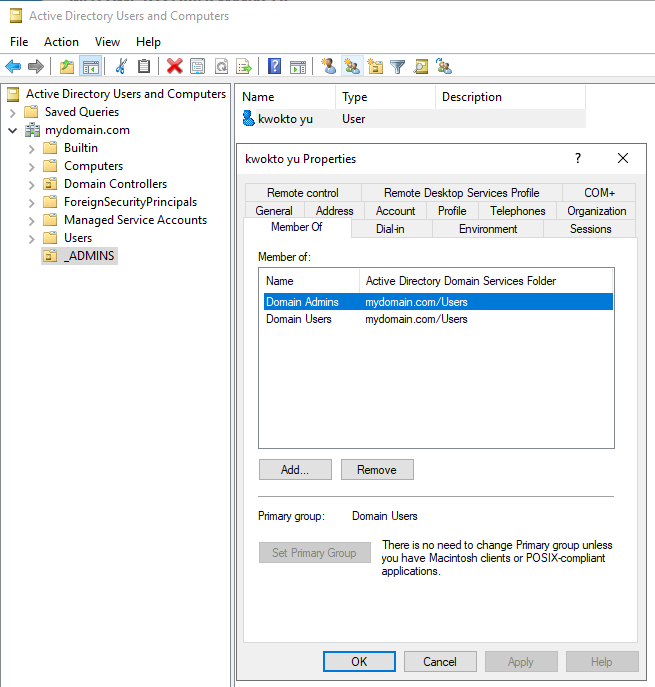 Active Directory Users and Computers
File Action View Help
Active Directory Users and Computers
Saved Queries
mydomain.com
Builtin
Computers
Domain Controllers
ForeignSecurityPrincipals
Managed Service Accounts
Users
_ADMINS
Name Type Description
kwokto yu User
kwokto yu Properties
? 
Remote control Remote Desktop Services Profile COM+
General Address Account Profile Telephones Organization
Member Of Dial-in Environment Sessions
Member of:
Name Active Directory Domain Services Folder
Domain Admins mydomain.com/Users
Domain Users mydomain.com/Users
Add... Remove
Primary group: Domain Users
Set Primary Group
There is no need to change Primary group unless
you have Macintosh clients or POSIX-compliant
applications.
OK Cancel Apply Help